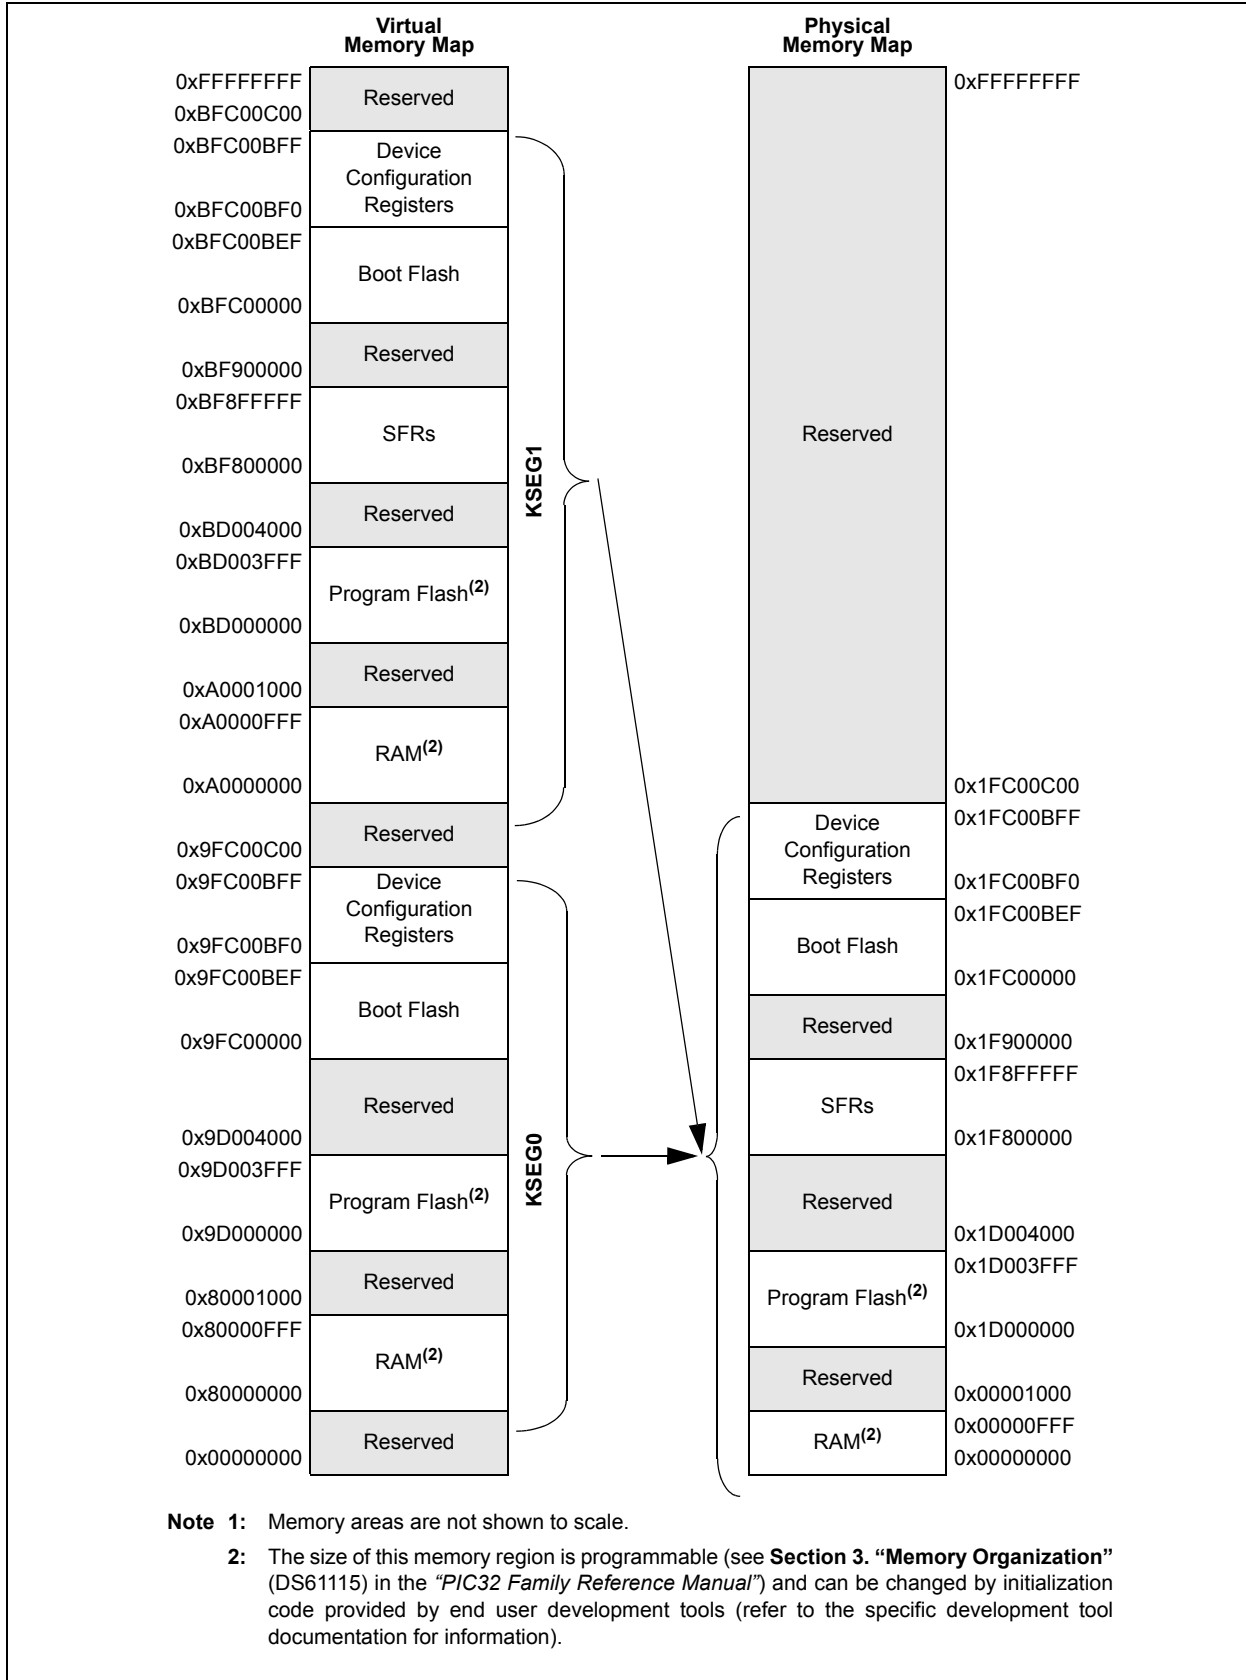 Virtual
Memory Map
0xFFFFFFFF
Reserved
0xBFC00C00
0xBFC00BFF
Device
Configuration
Registers
0xBFC00BF0
0xBFC00BEF
Boot Flash
0xBFC00000
Reserved
0xBF900000
0xBF8FFFFF
SFRs
0xBF800000
Reserved
0xBD004000
0xBD003FFF
Program Flash(2)
0xBD000000
Reserved
0xA0001000
0xA0000FFF
RAM(2)
0xA0000000
Reserved
0x9FC00C00
0x9FC00BFF
Device
Configuration
Registers
0x9FC00BF0
0x9FC00BEF
Boot Flash
0x9FC00000
Reserved
0x9D004000
0x9D003FFF
Program Flash(2)
0x9D000000
Reserved
0x80001000
0x80000FFF
RAM(2)
0x80000000
Reserved
0x00000000
KSEG1
KSEG0
Physical
Memory Map
0xFFFFFFFF
Reserved
0x1FC00C00
0x1FC00BFF
Device
Configuration
Registers
0x1FC00BF0
0x1FC00BEF
Boot Flash
0x1FC00000
Reserved
0x1F900000
0x1F8FFFFF
SFRs
0x1F800000
Reserved
0x1D004000
0x1D003FFF
Program Flash(2)
0x1D000000
Reserved
0x00001000
0x00000FFF
RAM(2)
0x00000000
Note 1: Memory areas are not shown to scale.
2: The size of this memory region is programmable (see Section 3. “Memory Organization”
(DS61115) in the “PIC32 Family Reference Manual”) and can be changed by initialization
code provided by end user development tools (refer to the specific development tool
documentation for information).